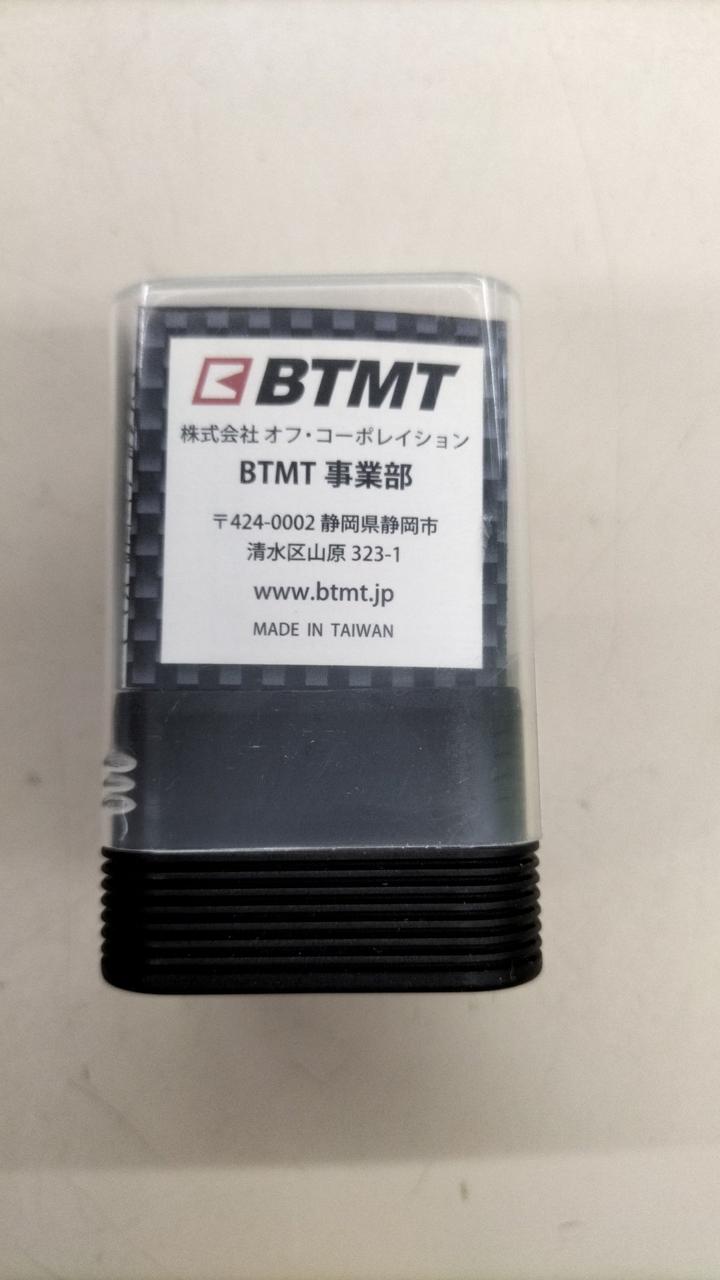 BTMT
株式会社 オフ・コーポレイション
BTMT 事業部
〒424-0002 静岡県静岡市
清水区山原 323-1
www.btmt.jp
MADE IN TAIWAN